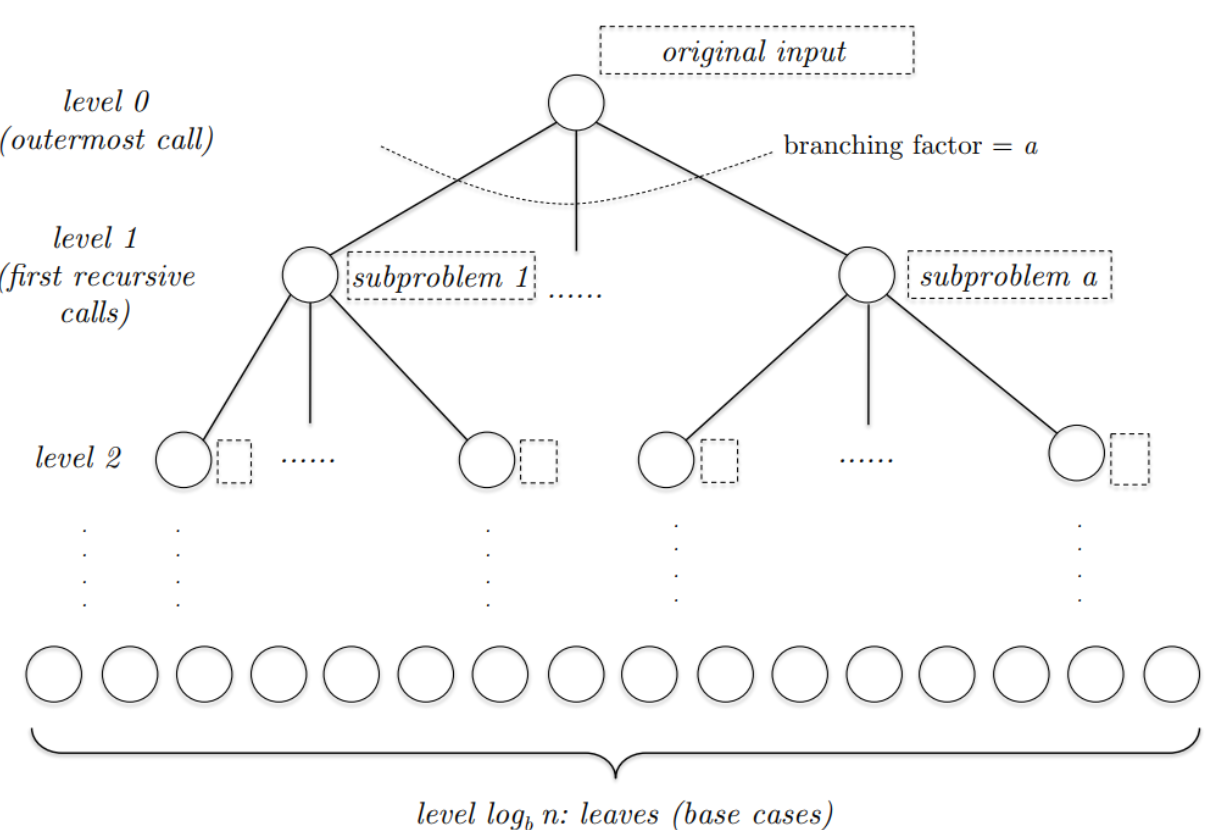 original input
level 0
(outermost call)
branching factor = a
level 1
(first recursive
calls)
subproblem 1
......
subproblem a
level 2
......
......
level log_b n: leaves (base cases)